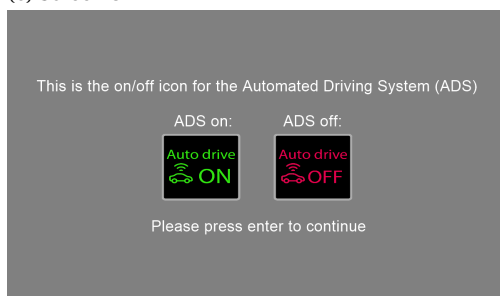 This is the on/off icon for the Automated Driving System (ADS)
ADS on: ADS off:
Auto drive Auto drive
ON OFF
Please press enter to continue